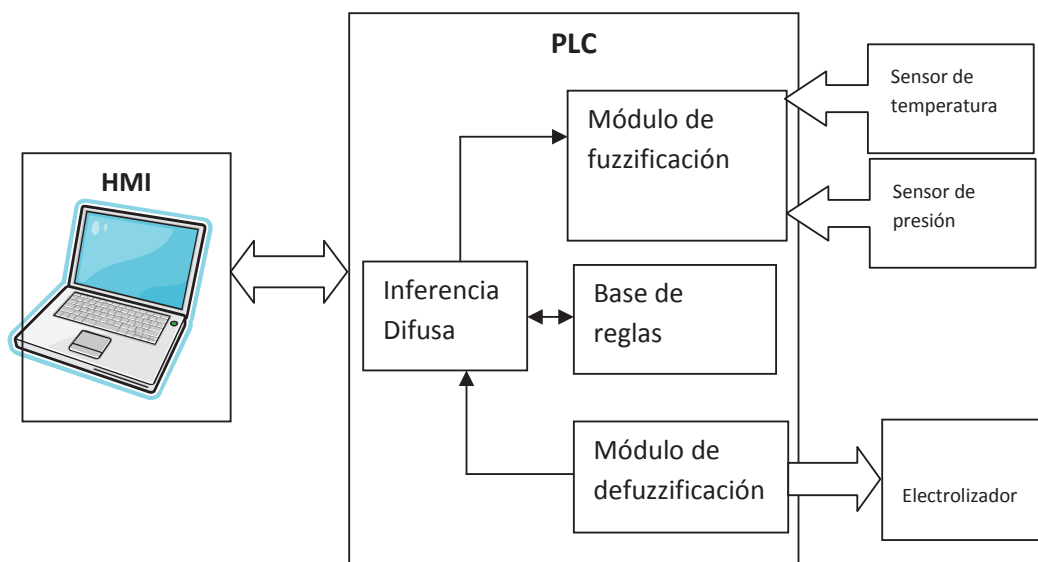 PLC
HMI
Módulo de
fuzzificación
Sensor de
temperatura
Sensor de
presión
Inferencia
Difusa
Base de
reglas
Módulo de
defuzzificación
Electrolizador